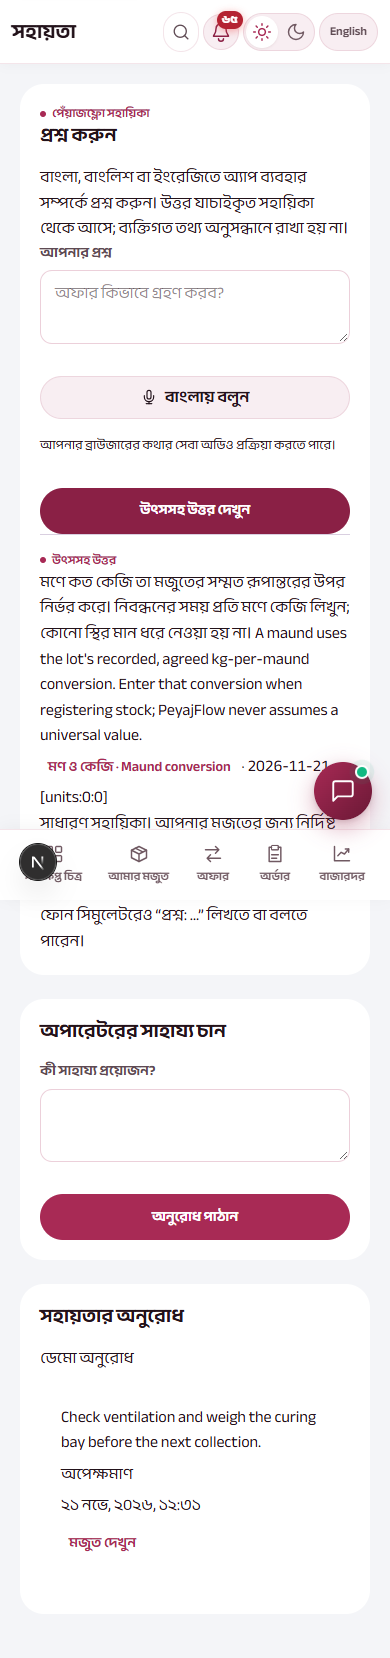 সহায়তা
৬৫
English
পেঁয়াজফ্লো সহায়িকা
প্রশ্ন করুন
বাংলা, বাংলিশ বা ইংরেজিতে অ্যাপ ব্যবহার
সম্পর্কে প্রশ্ন করুন। উত্তর যাচাইকৃত সহায়িকা
থেকে আসে; ব্যক্তিগত তথ্য অনুসন্ধানে রাখা হয় না।
আপনার প্রশ্ন
অফার কিভাবে গ্রহণ করব?
বাংলায় বলুন
আপনার ব্রাউজারের কথার সেবা অডিও প্রক্রিয়া করতে পারে।
উৎসসহ উত্তর দেখুন
উৎসসহ উত্তর
মণে কত কেজি তা মজুতের সম্মত রূপান্তরের উপর
নির্ভর করে। নিবন্ধনের সময় প্রতি মণে কেজি লিখুন;
কোনো স্থির মান ধরে নেওয়া হয় না। A maund uses
the lot's recorded, agreed kg-per-maund
conversion. Enter that conversion when
registering stock; PeyajFlow never assumes a
universal value.
মণ ও কেজি · Maund conversion · 2026-11-21
[units:0:0]
সাধারণ সহায়িকা। আপনার মজুতের জন্য নির্দিষ্ট
N
চিত্র
আমার মজুত
অফার
অর্ডার
বাজারদর
ফোন সিমুলেটরেও “প্রশ্ন: ...” লিখতে বা বলতে
পারেন।
অপারেটরের সাহায্য চান
কী সাহায্য প্রয়োজন?
অনুরোধ পাঠান
সহায়তার অনুরোধ
ডেমো অনুরোধ
Check ventilation and weigh the curing
bay before the next collection.
অপেক্ষমাণ
২১ নভে, ২০২৬, ১২:৩১
মজুত দেখুন